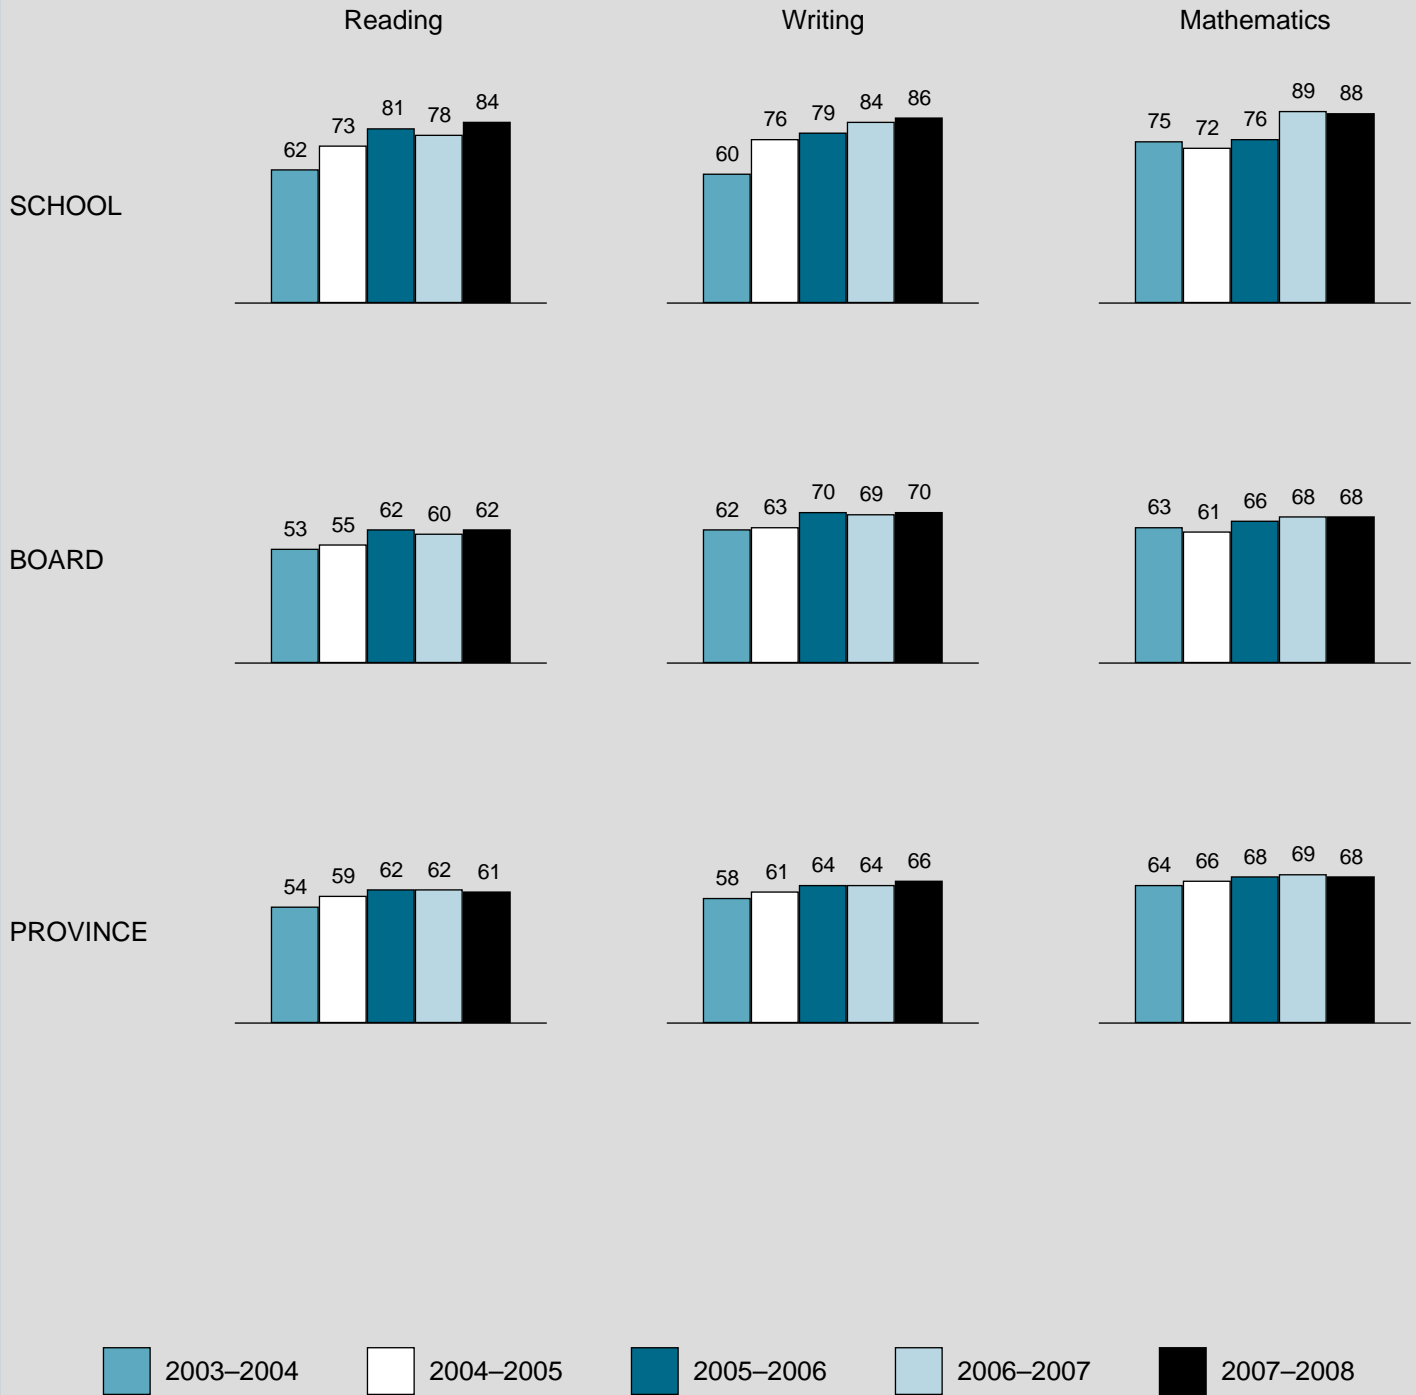 Reading Writing Mathematics
62 73 81 78 84
60 76 79 84 86
75 72 76 89 88
SCHOOL
53 55 62 60 62
62 63 70 69 70
63 61 66 68 68
BOARD
54 59 62 62 61
58 61 64 64 66
64 66 68 69 68
PROVINCE
2003–2004 2004–2005 2005–2006 2006–2007 2007–2008